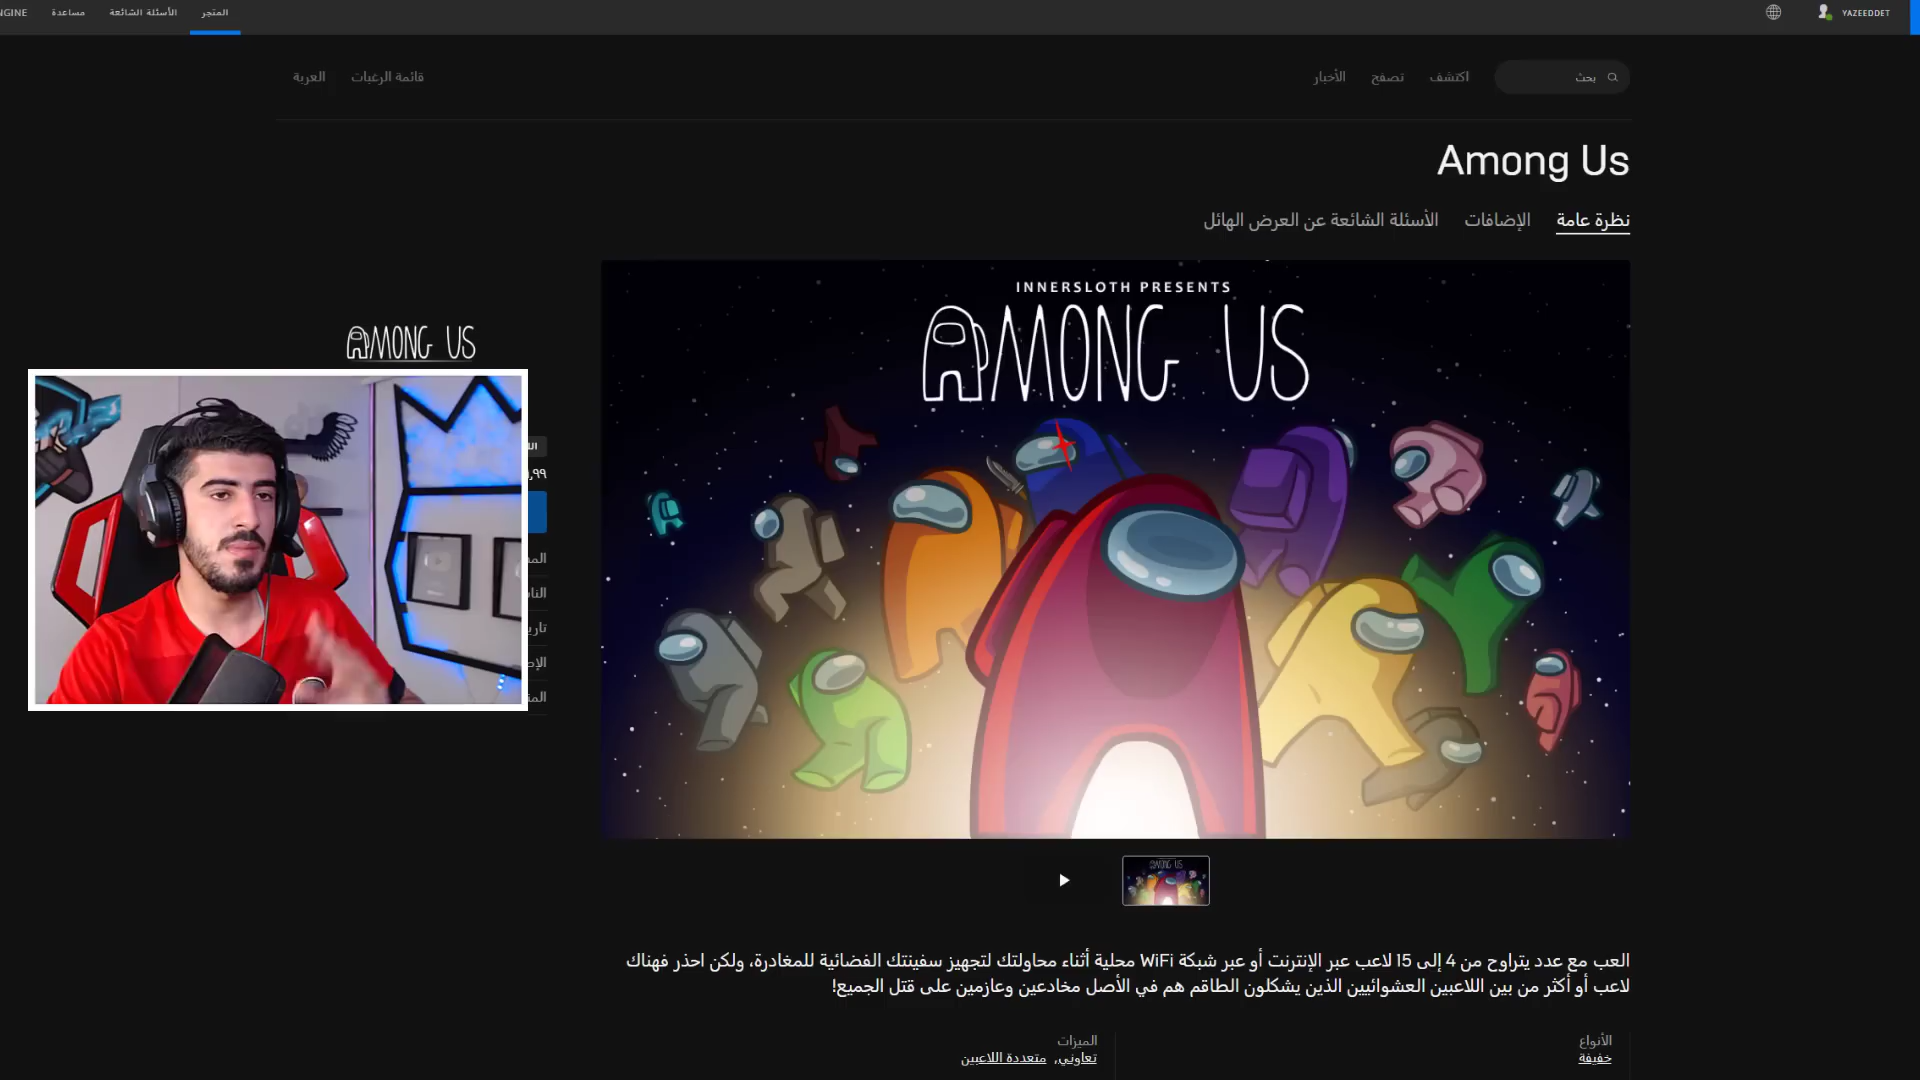 YAZEEDDET
المتجر
الأسئلة الشائعة
مساعدة
بحث
اكتشف
تصفح
الأخبار
قائمة الرغبات
العربة
Among Us
نظرة عامة
الإضافات
الأسئلة الشائعة عن العرض الهائل
INNERSLOTH PRESENTS
AMONG US
AMONG US
العب مع عدد يتراوح من 4 إلى 15 لاعب عبر الإنترنت أو عبر شبكة WiFi محلية أثناء محاولتك لتجهيز سفينتك الفضائية للمغادرة، ولكن احذر فهناك
لاعب أو أكثر من بين اللاعبين العشوائيين الذين يشكلون الطاقم هم في الأصل مخادعين وعازمين على قتل الجميع!
الأنواع
خفيفة
الميزات
تعاوني, متعددة اللاعبين